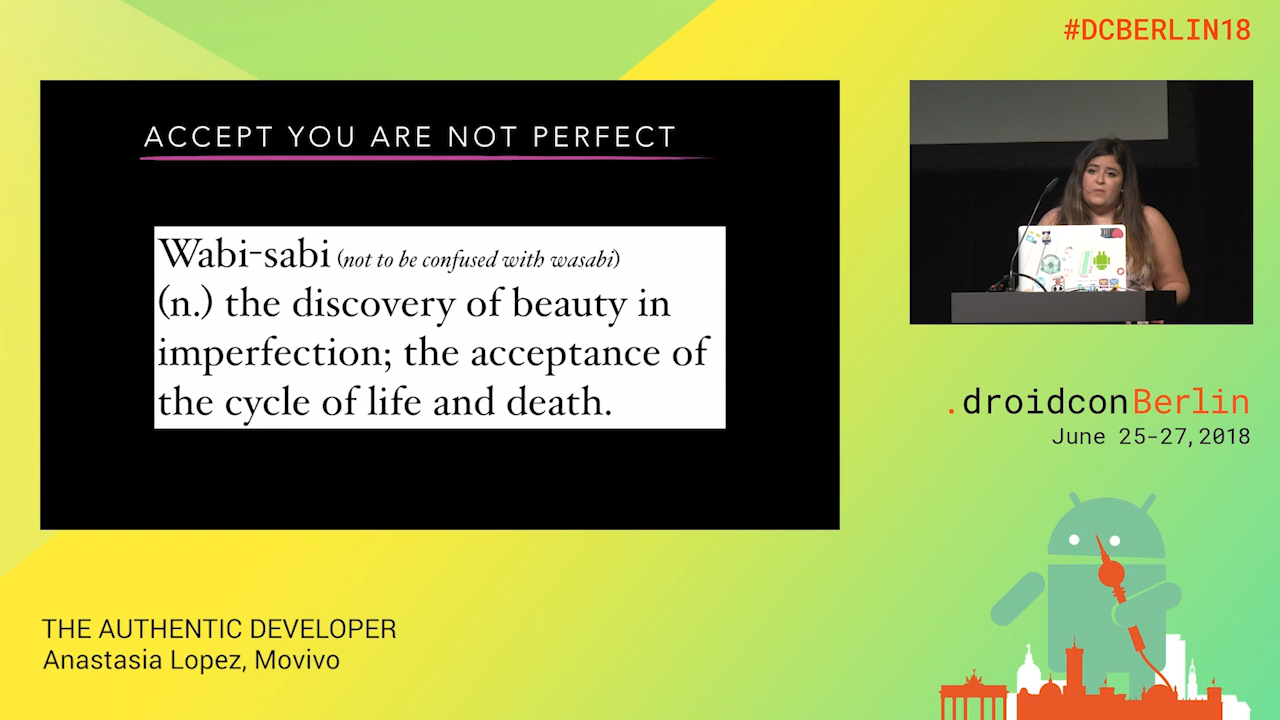 #DCBERLIN18
ACCEPT YOU ARE NOT PERFECT
Wabi-sabi (not to be confused with wasabi)
(n.) the discovery of beauty in
imperfection; the acceptance of
the cycle of life and death.
.droidconBerlin
June 25-27, 2018
THE AUTHENTIC DEVELOPER
Anastasia Lopez, Movivo